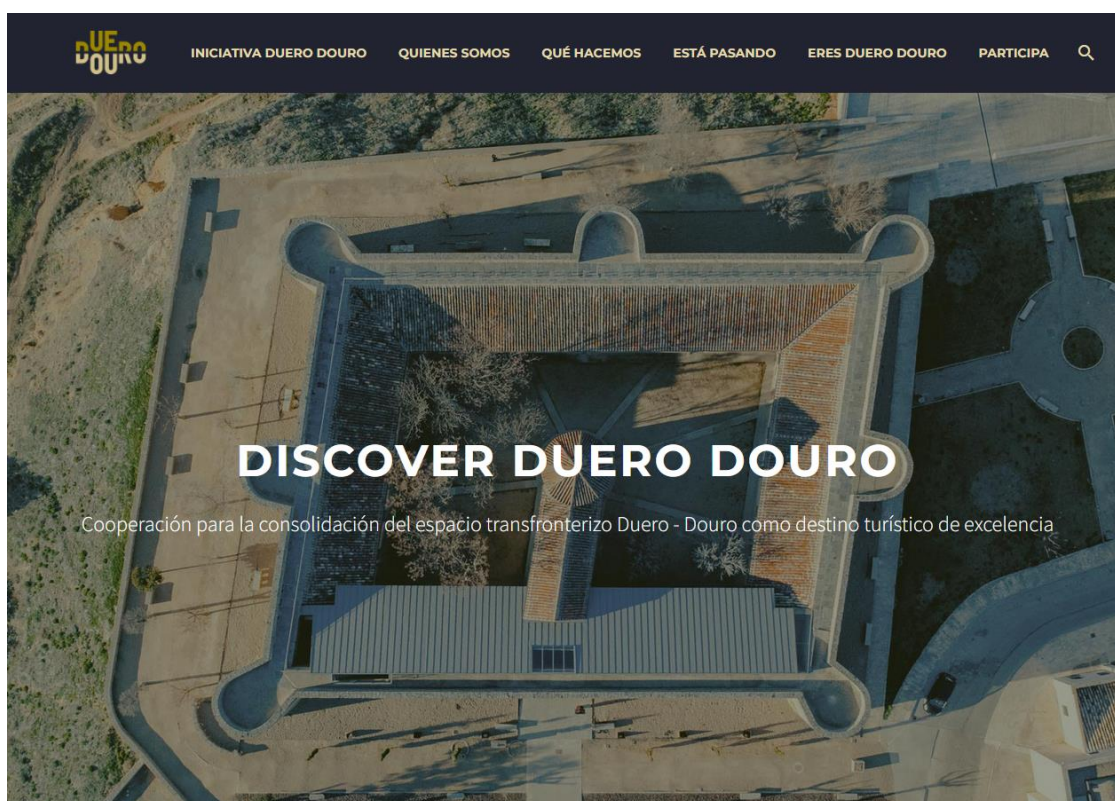 DUERO
DOURO
INICIATIVA DUERO DOURO
QUIENES SOMOS
QUÉ HACEMOS
ESTÁ PASANDO
ERES DUERO DOURO
PARTICIPA
DISCOVER DUERO DOURO
Cooperación para la consolidación del espacio transfronterizo Duero - Douro como destino turístico de excelencia